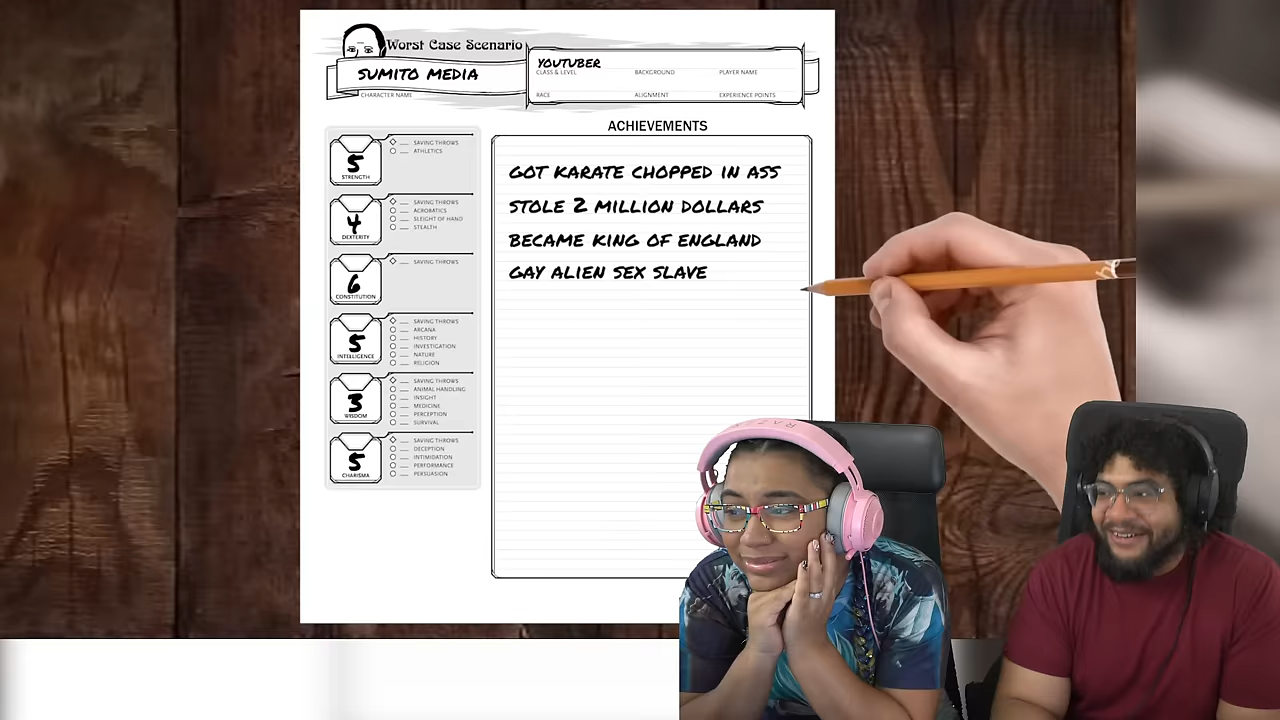 Worst Case Scenario
SUMITO MEDIA
CHARACTER NAME
YOUTUBER
CLASS & LEVEL BACKGROUND PLAYER NAME
RACE ALIGNMENT EXPERIENCE POINTS
5
STRENGTH
SAVING THROWS
ATHLETICS
4
DEXTERITY
SAVING THROWS
ACROBATICS
SLEIGHT OF HAND
STEALTH
6
CONSTITUTION
SAVING THROWS
5
INTELLIGENCE
SAVING THROWS
ARCANA
HISTORY
INVESTIGATION
NATURE
RELIGION
3
WISDOM
SAVING THROWS
ANIMAL HANDLING
INSIGHT
MEDICINE
PERCEPTION
SURVIVAL
5
CHARISMA
SAVING THROWS
DECEPTION
INTIMIDATION
PERFORMANCE
PERSUASION
ACHIEVEMENTS
GOT KARATE CHOPPED IN ASS
STOLE 2 MILLION DOLLARS
BECAME KING OF ENGLAND
GAY ALIEN SEX SLAVE